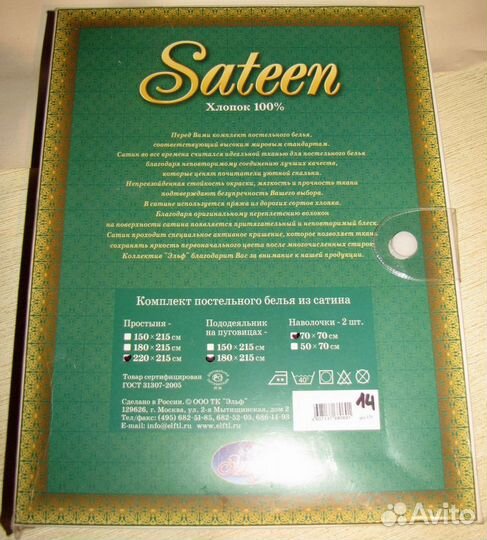 Sateen
Хлопок 100%
Перед Вами комплект постельного белья,
соответствующий высоким мировым стандартам.
Сатин во все времена считался идеальной тканью для постельного белья
благодаря неповторимому соединению лучших качеств,
которые ценят почитатели уютной спальни.
Непревзойденная стойкость окраски, мягкость и прочность ткани
подтверждают безупречность Вашего выбора.
В сатине используется пряжа из дорогих сортов хлопка.
Благодаря оригинальному переплетению волокон
на поверхности сатина появляется притягательный и неповторимый блеск.
Сатин проходит специальное активное крашение, которое позволяет ткани
сохранять яркость первоначального цвета после многочисленных стирок.
Коллектив "Эльф" благодарит Вас за внимание к нашей продукции.
Комплект постельного белья из сатина
Простыня - Пододеяльник на пуговицах - Наволочки - 2 шт.
150 × 215 см 150 × 215 см 70 × 70 см
180 × 215 см 180 × 215 см 50 × 70 см
220 × 215 см
Товар сертифицирован
ГОСТ 31307-2005
40°
Сделано в России. © ООО ТК "Эльф"
129626, г. Москва, ул. 2-я Мытищинская, дом 2
Тел/факс: (495) 682-51-85, 682-52-03, 686-11-93
E-mail: info@elftl.ru
14
Эльф
Avito